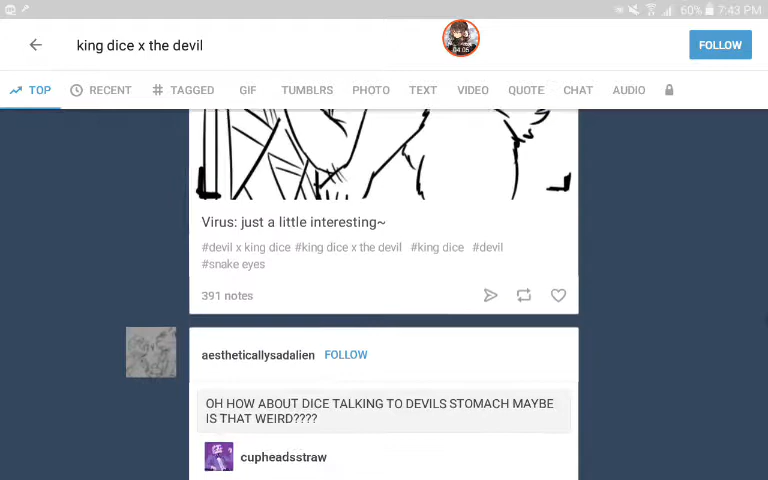 60% 7:43 PM
king dice x the devil
04:05
FOLLOW
TOP RECENT # TAGGED GIF TUMBLRS PHOTO TEXT VIDEO QUOTE CHAT AUDIO
Virus: just a little interesting~
#devil x king dice #king dice x the devil #king dice #devil
#snake eyes
391 notes
aestheticallysadalien FOLLOW
OH HOW ABOUT DICE TALKING TO DEVILS STOMACH MAYBE
IS THAT WEIRD????
cupheadsstraw